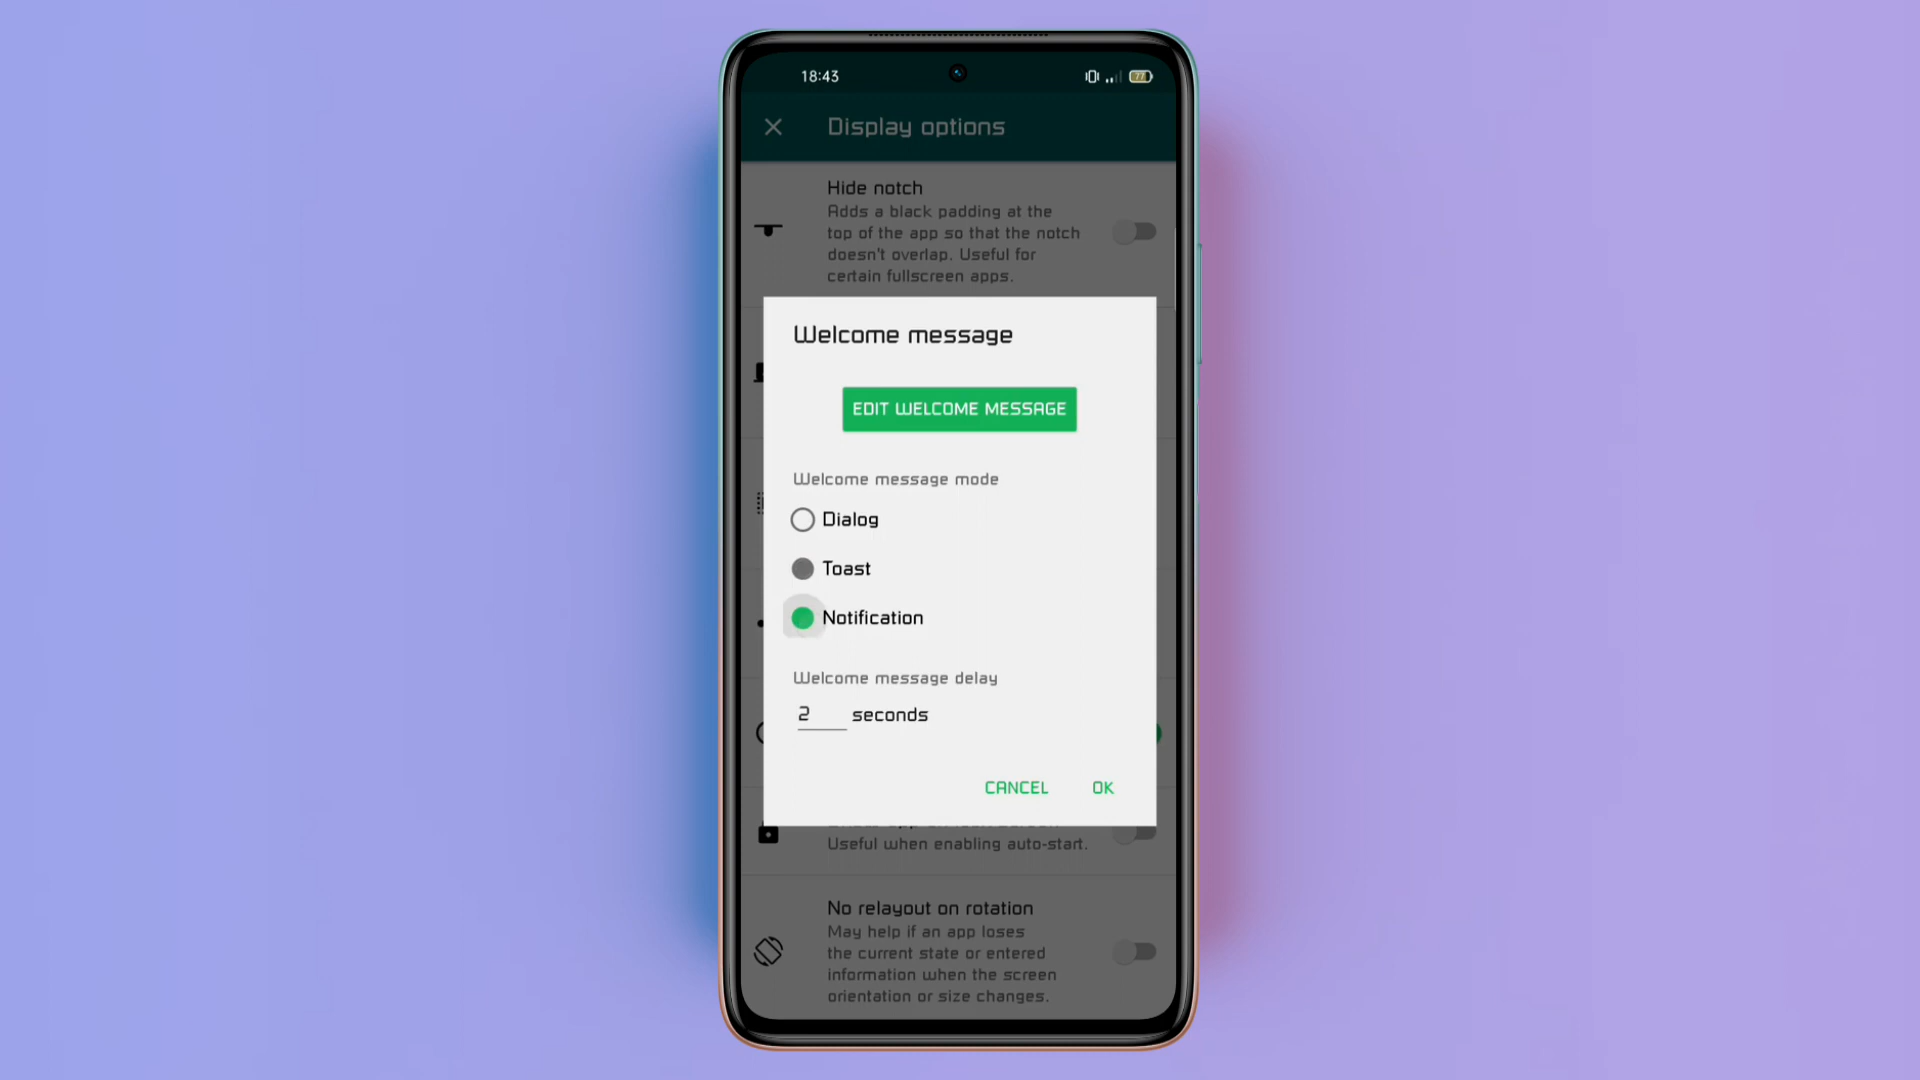 18:43
77
Display options
Hide notch
Adds a black padding at the
top of the app so that the notch
doesn't overlap. Useful for
certain fullscreen apps.
Welcome message
EDIT WELCOME MESSAGE
Welcome message mode
Dialog
Toast
Notification
Welcome message delay
2 seconds
CANCEL OK
Useful when enabling auto-start.
No relayout on rotation
May help if an app loses
the current state or entered
information when the screen
orientation or size changes.